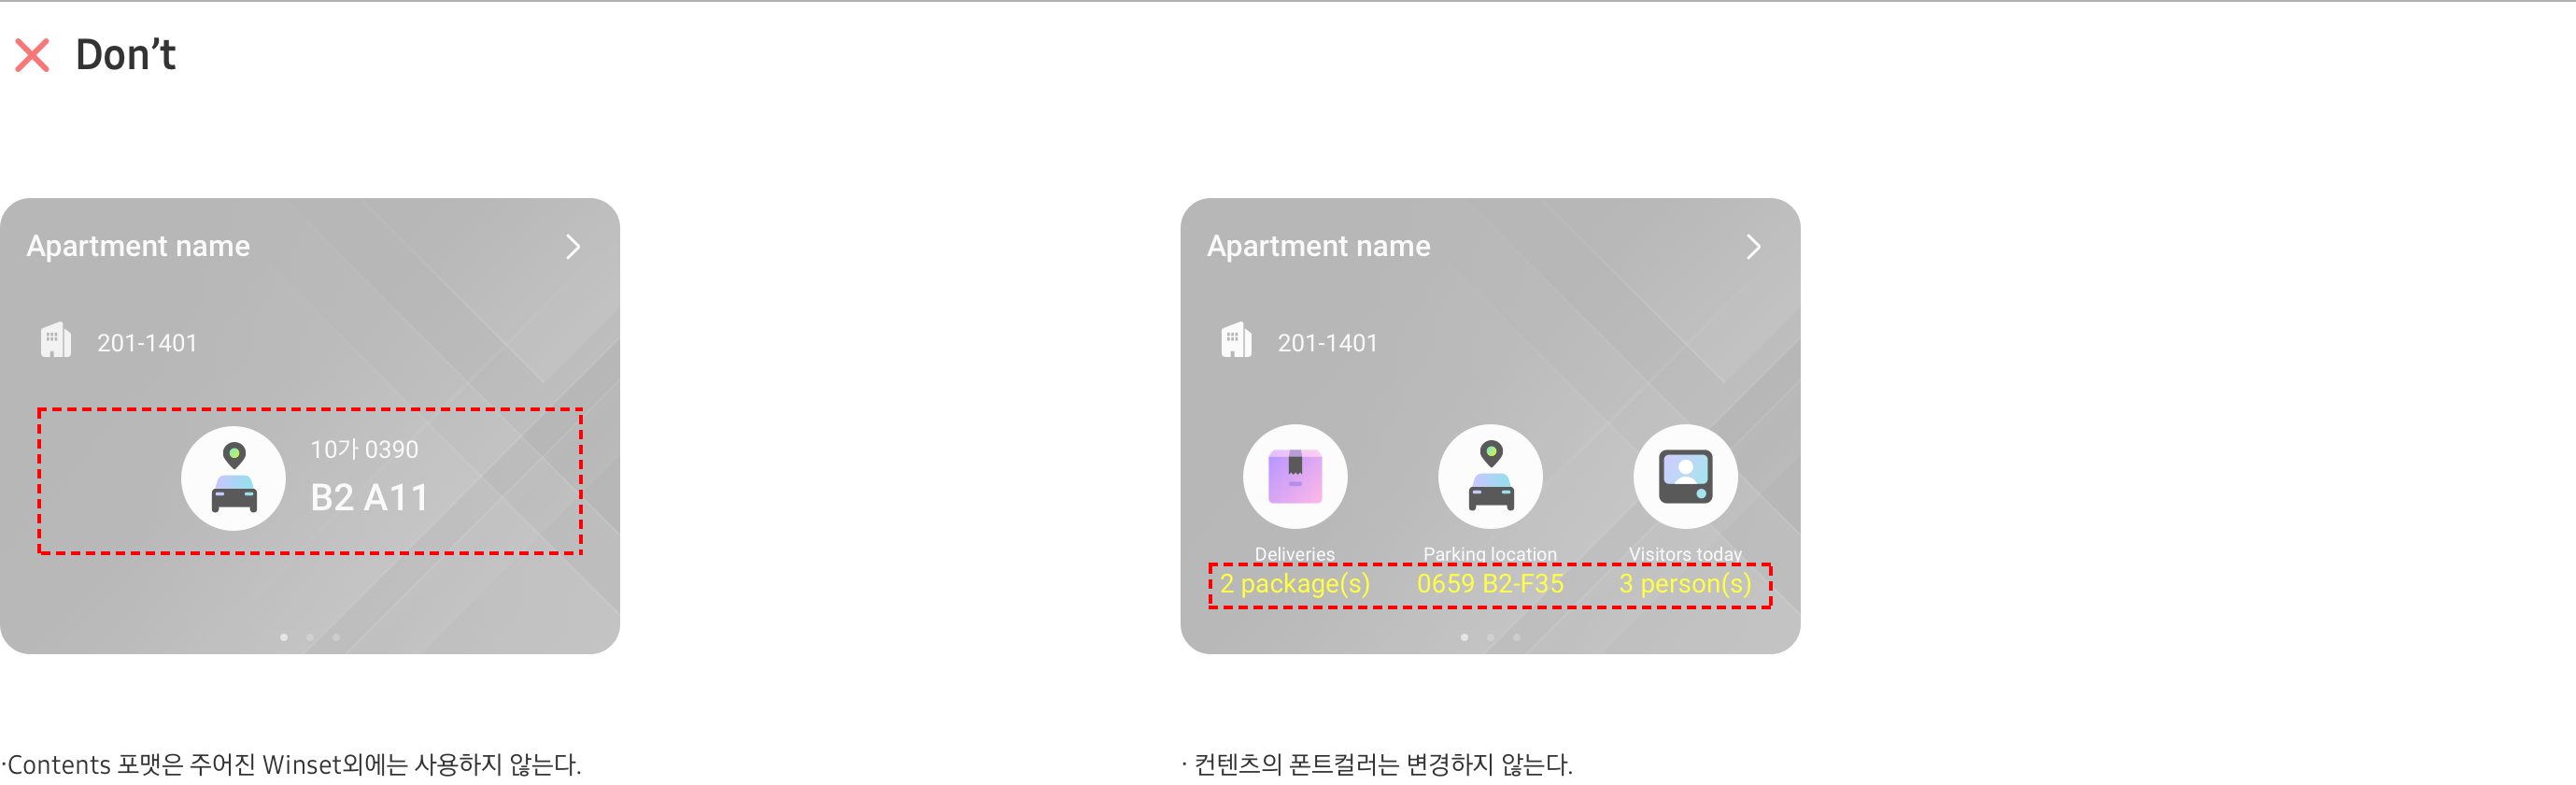 Don’t
Apartment name
201-1401
10가 0390
B2 A11
·Contents 포맷은 주어진 Winset외에는 사용하지 않는다.
Apartment name
201-1401
Deliveries
Parking location
Visitors today
2 package(s)
0659 B2-F35
3 person(s)
· 컨텐츠의 폰트컬러는 변경하지 않는다.